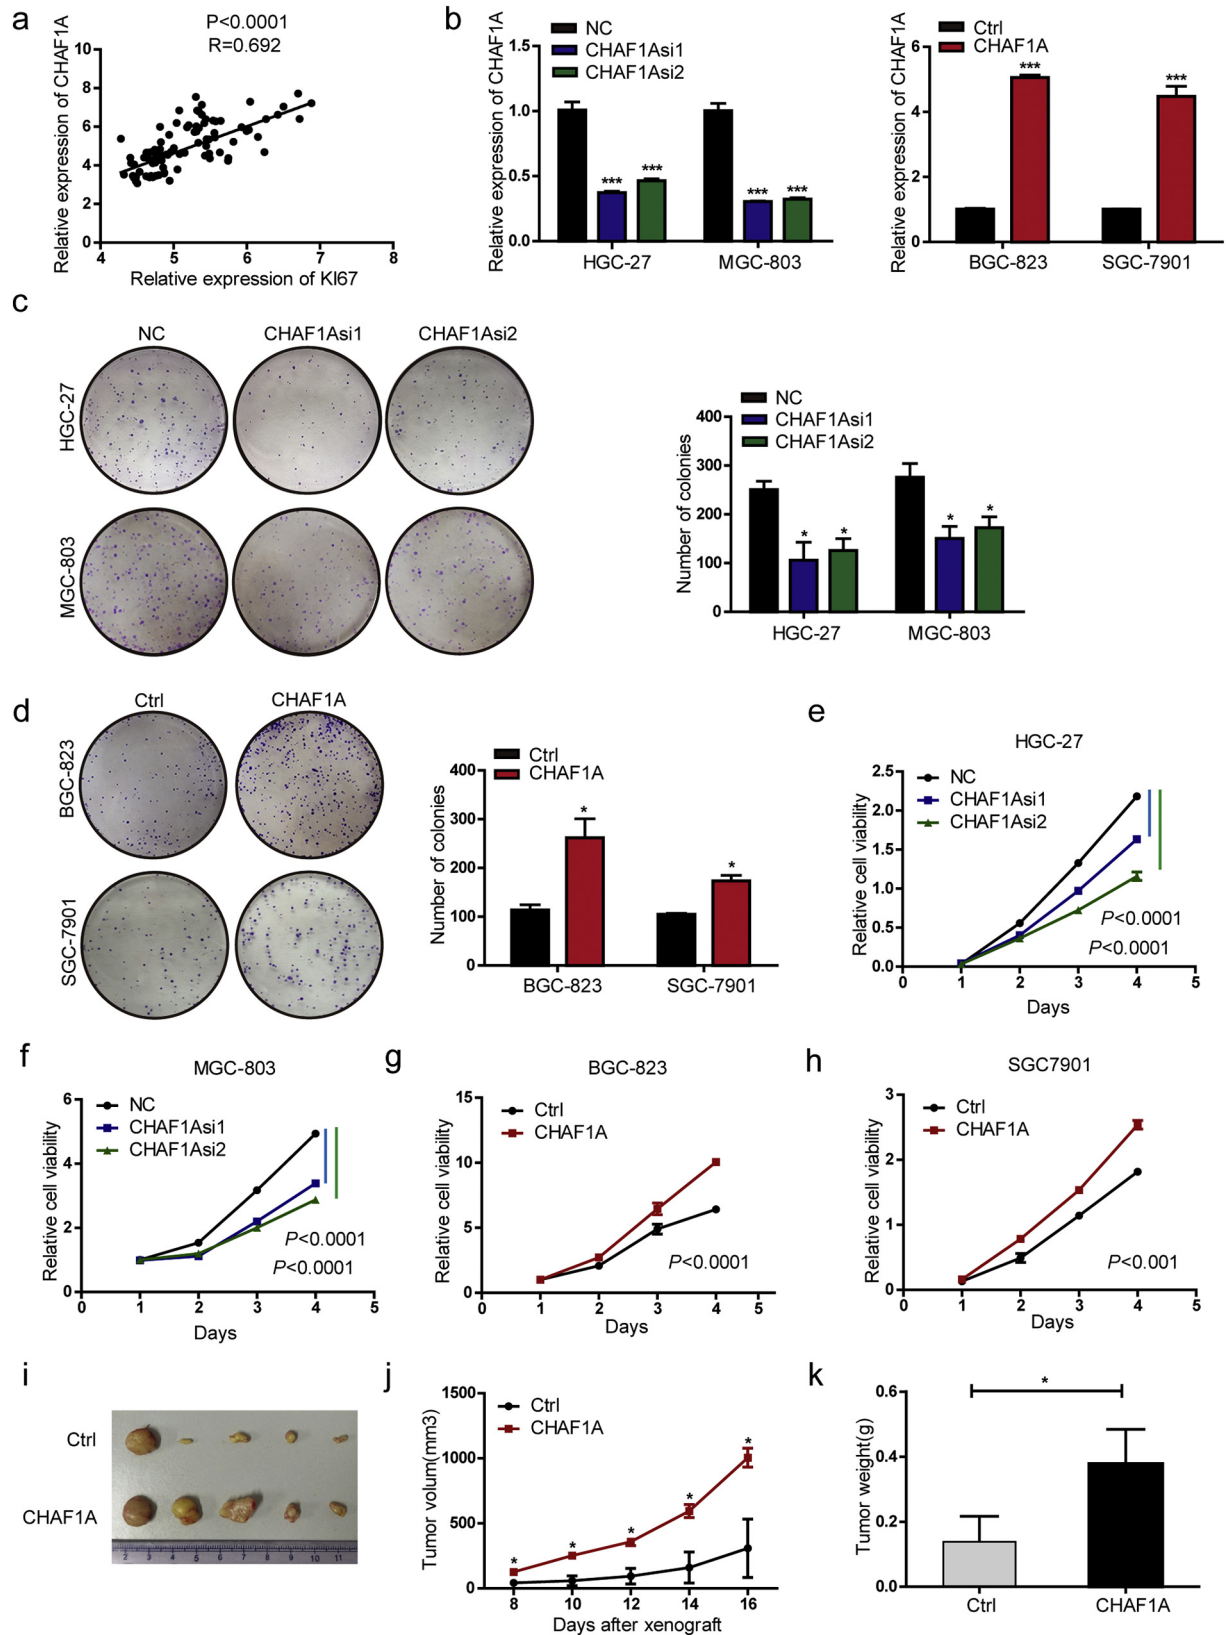 a
P<0.0001
R=0.692
Relative expression of CHAF1A
10
8
6
4
2
0
4 5 6 7 8
Relative expression of KI67
b
NC
CHAF1Asi1
CHAF1Asi2
Relative expression of CHAF1A
1.5
1.0
0.5
0.0
*** *** *** ***
HGC-27 MGC-803
Ctrl
CHAF1A
Relative expression of CHAF1A
6
4
2
0
*** ***
BGC-823 SGC-7901
c
NC CHAF1Asi1 CHAF1Asi2
HGC-27
MGC-803
NC
CHAF1Asi1
CHAF1Asi2
Number of colonies
400
300
200
100
0
* * * *
HGC-27 MGC-803
d
Ctrl CHAF1A
BGC-823
SGC-7901
Ctrl
CHAF1A
Number of colonies
400
300
200
100
0
* *
BGC-823 SGC-7901
e
HGC-27
NC
CHAF1Asi1
CHAF1Asi2
Relative cell viability
2.5
2.0
1.5
1.0
0.5
0.0
P<0.0001
P<0.0001
0 1 2 3 4 5
Days
f
MGC-803
NC
CHAF1Asi1
CHAF1Asi2
Relative cell viability
6
4
2
0
P<0.0001
P<0.0001
0 1 2 3 4 5
Days
g
BGC-823
Ctrl
CHAF1A
Relative cell viability
15
10
5
0
P<0.0001
0 1 2 3 4 5
Days
h
SGC7901
Ctrl
CHAF1A
Relative cell viability
3
2
1
0
P<0.001
0 1 2 3 4 5
Days
i
Ctrl
CHAF1A
2 3 4 5 6 7 8 9 10 11
j
Ctrl
CHAF1A
Tumor volum(mm3)
1500
1000
500
0
* * * * *
8 10 12 14 16
Days after xenograft
k
*
Tumor weight(g)
0.6
0.4
0.2
0.0
Ctrl CHAF1A